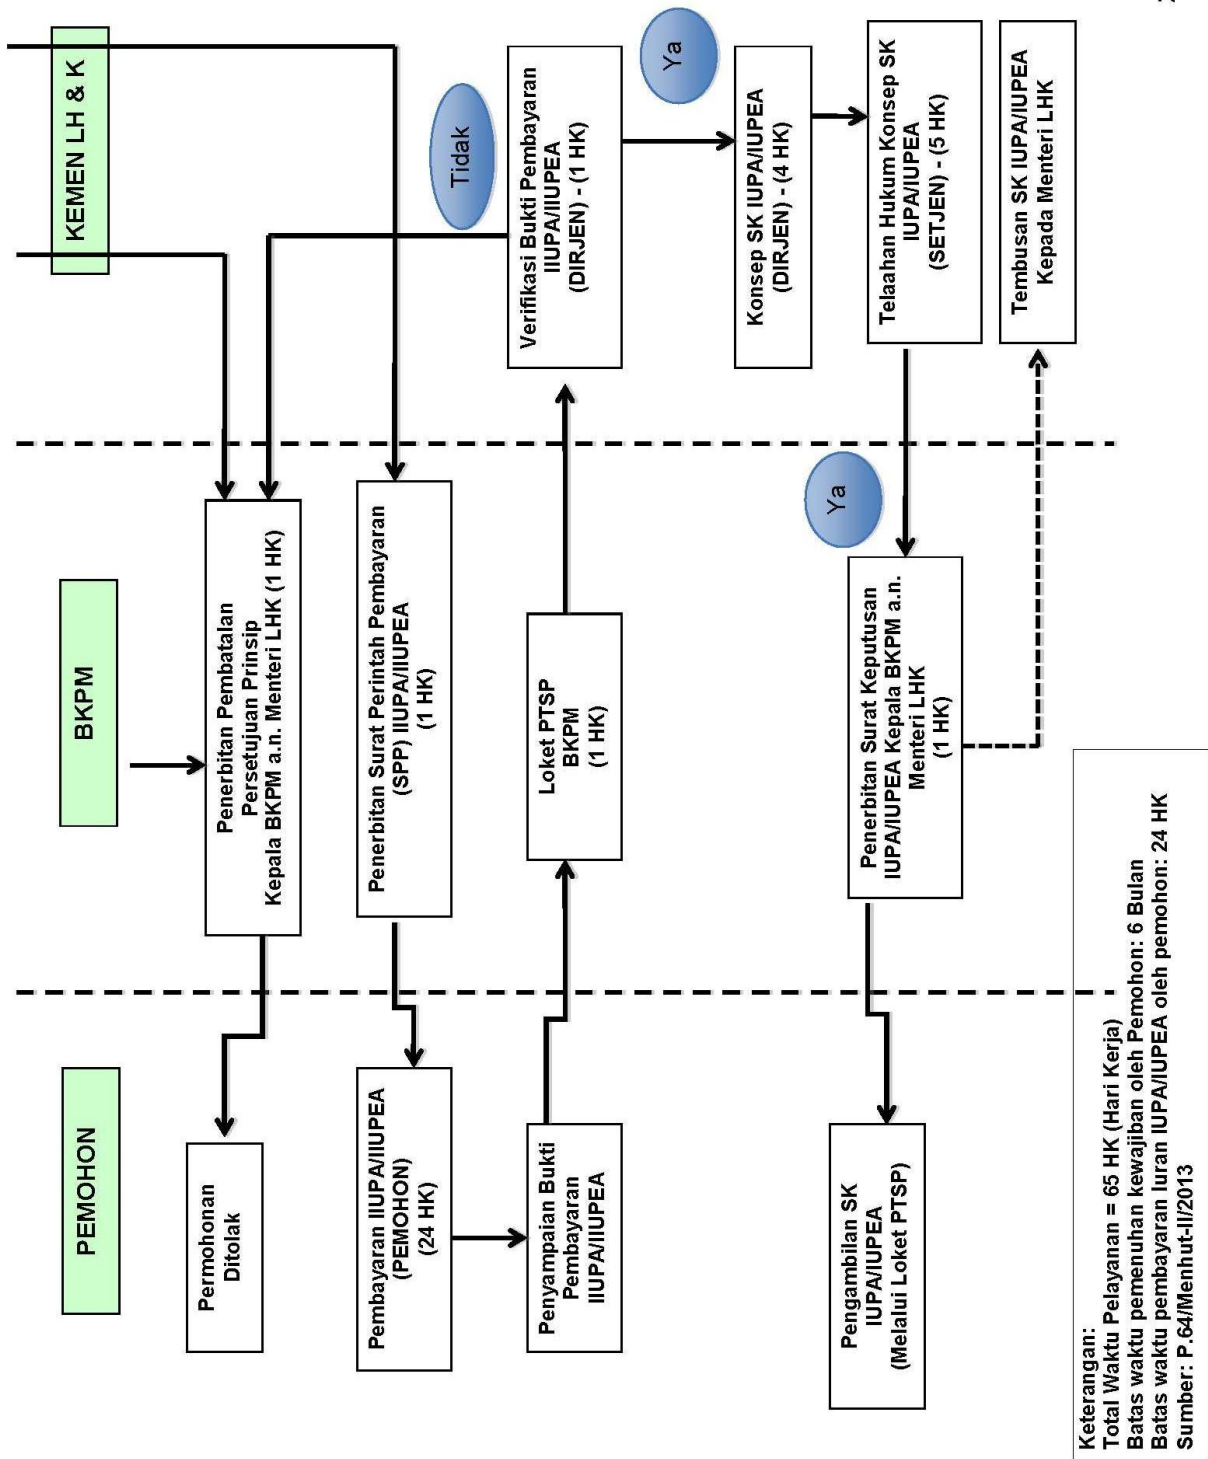 PEMOHON
BKPM
KEMEN LH & K
Permohonan
Ditolak
Penerbitan Pembatalan
Persetujuan Prinsip
Kepala BKPM a.n. Menteri LHK (1 HK)
Pembayaran IIUPA/IIUPEA
(PEMOHON)
(24 HK)
Penerbitan Surat Perintah Pembayaran
(SPP) IIUPA/IIUPEA
(1 HK)
Tidak
Penyampaian Bukti
Pembayaran
IIUPA/IIUPEA
Loket PTSP
BKPM
(1 HK)
Verifikasi Bukti Pembayaran
IIUPA/IIUPEA
(DIRJEN) - (1 HK)
Ya
Konsep SK IUPA/IUPEA
(DIRJEN) - (4 HK)
Pengambilan SK
IUPA/IUPEA
(Melalui Loket PTSP)
Penerbitan Surat Keputusan
IUPA/IUPEA Kepala BKPM a.n.
Menteri LHK
(1 HK)
Ya
Telaahan Hukum Konsep SK
IUPA/IUPEA
(SETJEN) - (5 HK)
Tembusan SK IUPA/IUPEA
Kepada Menteri LHK
Keterangan:
Total Waktu Pelayanan = 65 HK (Hari Kerja)
Batas waktu pemenuhan kewajiban oleh Pemohon: 6 Bulan
Batas waktu pembayaran Iuran IUPA/IUPEA oleh pemohon: 24 HK
Sumber: P.64/Menhut-II/2013